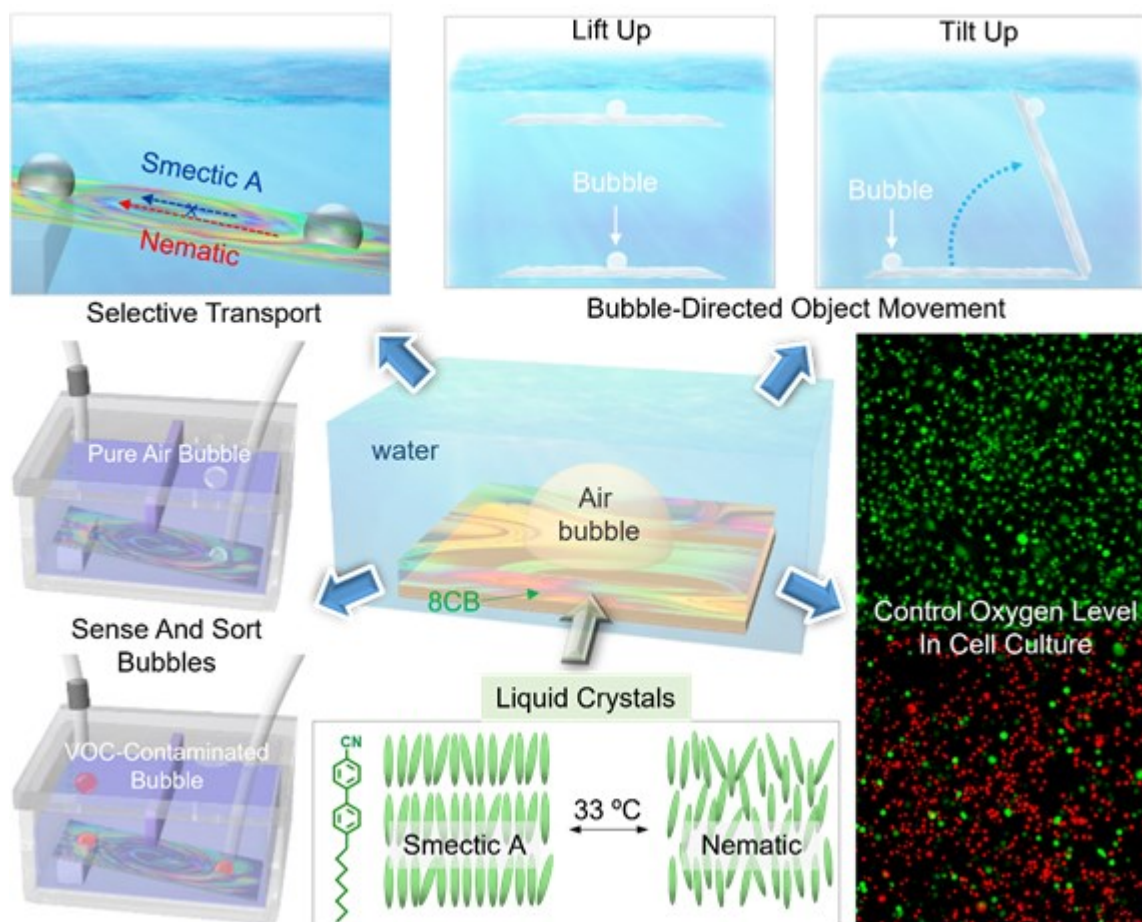 Lift Up
Tilt Up
Smectic A
Nematic
Bubble
Bubble
Selective Transport
Bubble-Directed Object Movement
Pure Air Bubble
water
Air
bubble
8CB
Sense And Sort
Bubbles
Control Oxygen Level
In Cell Culture
VOC-Contaminated
Bubble
Liquid Crystals
CN
33 ºC
Smectic A
Nematic